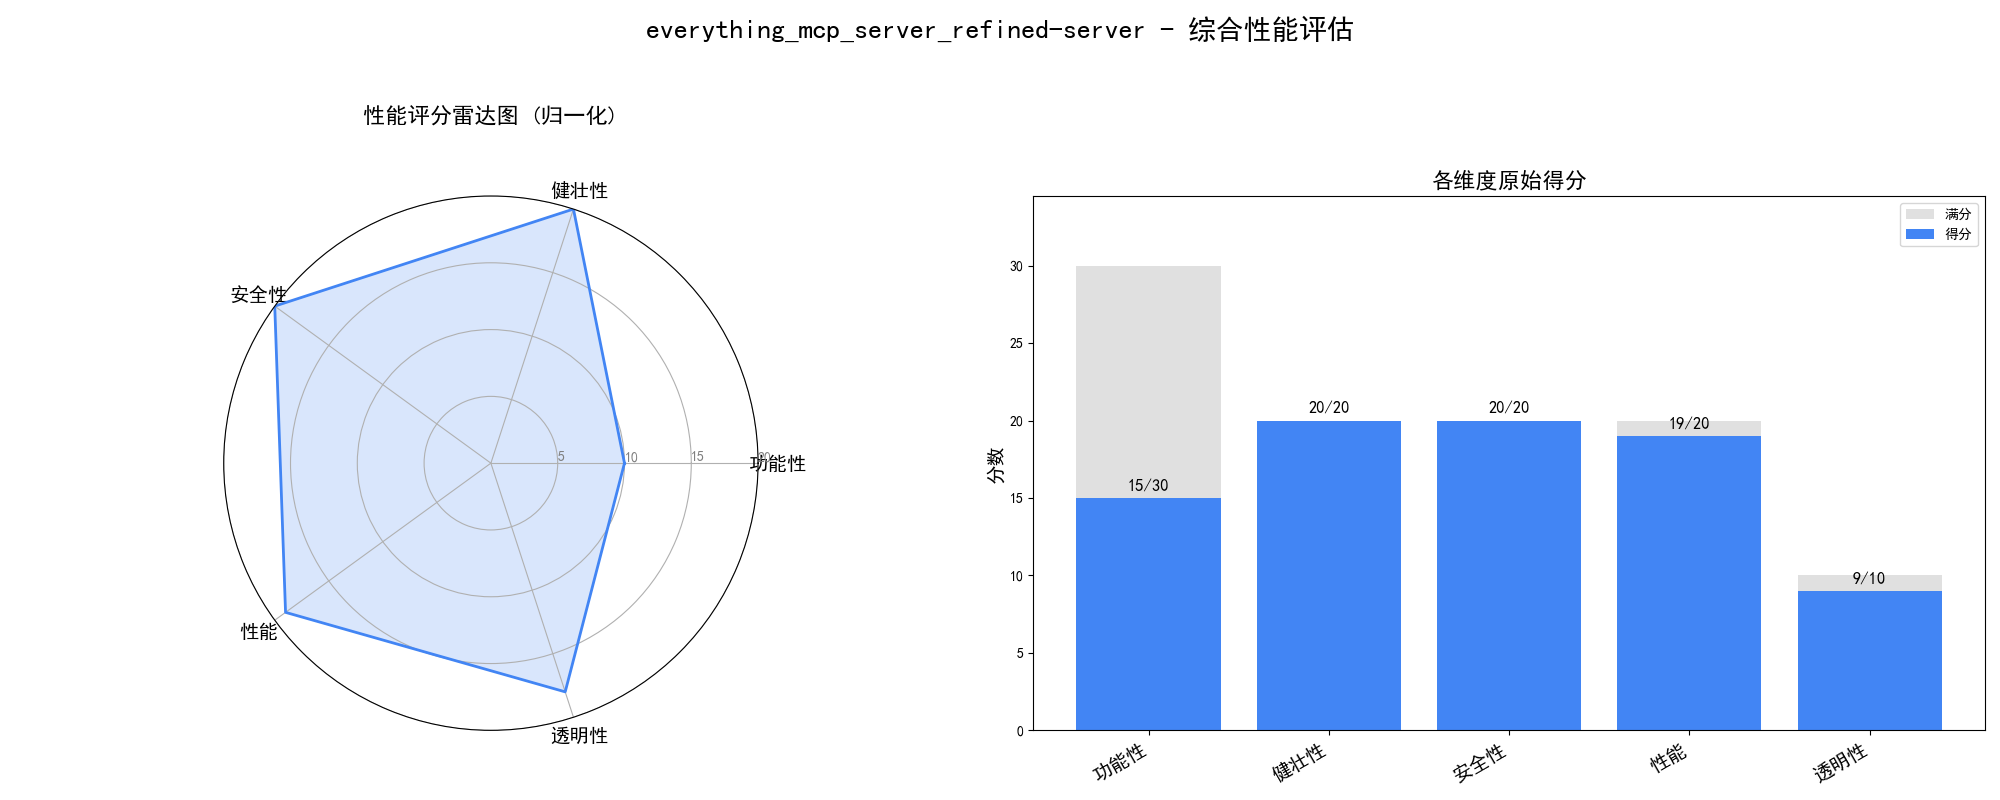 everything_mcp_server_refined-server - 综合性能评估
性能评分雷达图 (归一化)
健壮性
安全性
功能性
性能
透明性
5
10
15
20
各维度原始得分
满分
得分
分数
30
25
20
15
10
5
0
15/30
20/20
20/20
19/20
9/10
功能性
健壮性
安全性
性能
透明性